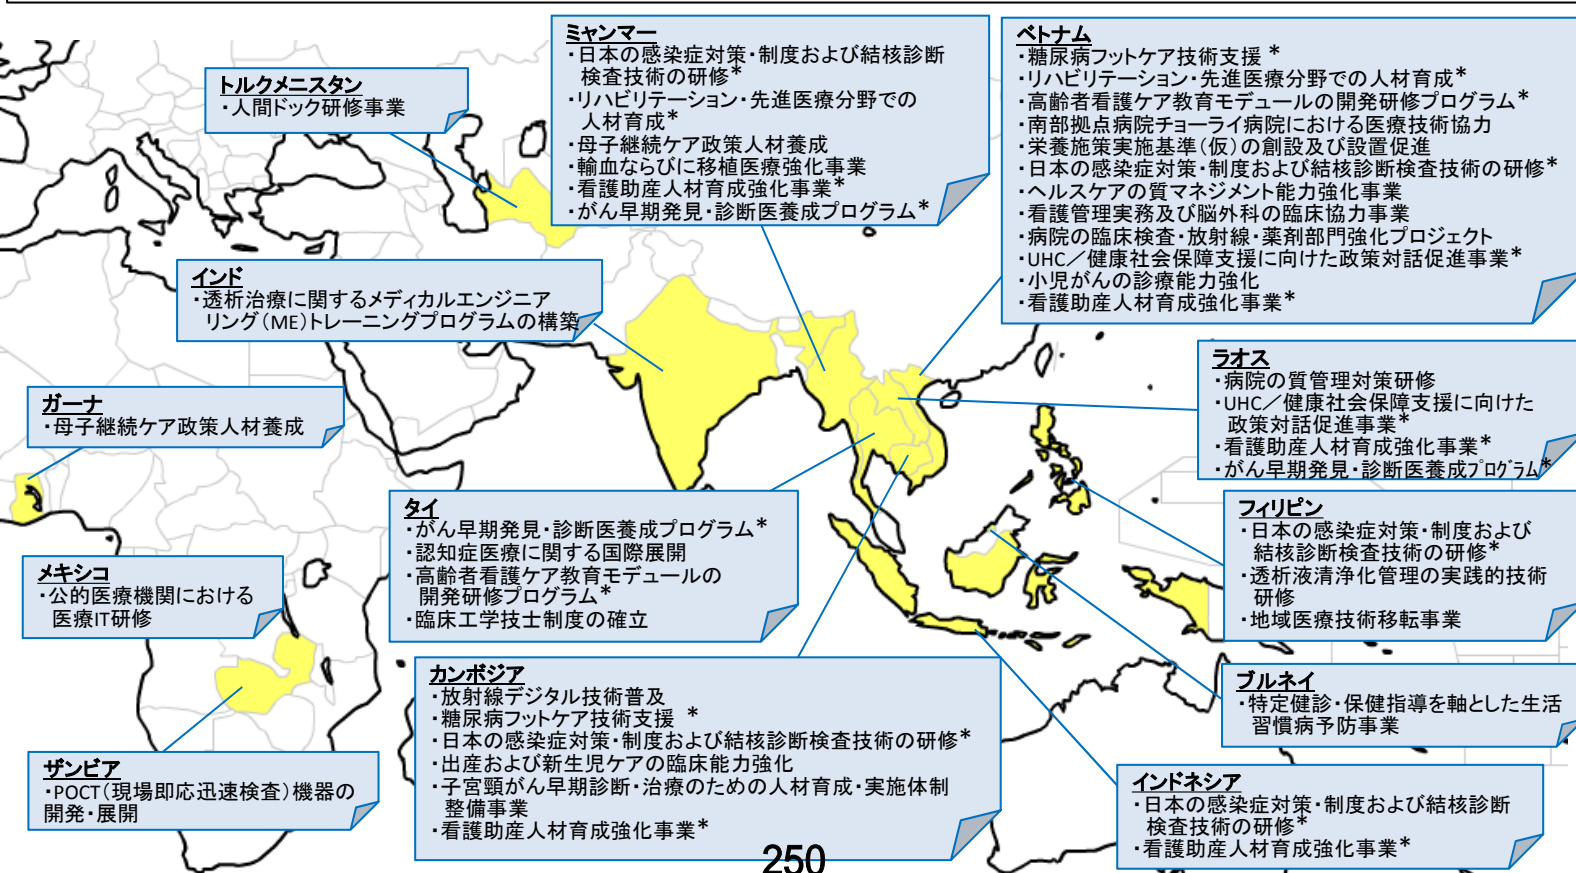 ミャンマー
・日本の感染症対策・制度および結核診断
検査技術の研修*
・リハビリテーション・先進医療分野での
人材育成*
・母子継続ケア政策人材養成
・輸血ならびに移植医療強化事業
・看護助産人材育成強化事業*
・がん早期発見・診断医養成プログラム*
ベトナム
・糖尿病フットケア技術支援 *
・リハビリテーション・先進医療分野での人材育成*
・高齢者看護ケア教育モデュールの開発研修プログラム*
・南部拠点病院チョーライ病院における医療技術協力
・栄養施策実施基準(仮)の創設及び設置促進
・日本の感染症対策・制度および結核診断検査技術の研修*
・ヘルスケアの質マネジメント能力強化事業
・看護管理実務及び脳外科の臨床協力事業
・病院の臨床検査・放射線・薬剤部門強化プロジェクト
・UHC/健康社会保障支援に向けた政策対話促進事業*
・小児がんの診療能力強化
・看護助産人材育成強化事業*
トルクメニスタン
・人間ドック研修事業
インド
・透析治療に関するメディカルエンジニア
リング(ME)トレーニングプログラムの構築
ラオス
・病院の質管理対策研修
・UHC/健康社会保障支援に向けた
政策対話促進事業*
・看護助産人材育成強化事業*
・がん早期発見・診断医養成プログラム*
ガーナ
・母子継続ケア政策人材養成
タイ
・がん早期発見・診断医養成プログラム*
・認知症医療に関する国際展開
・高齢者看護ケア教育モデュールの
開発研修プログラム*
・臨床工学技士制度の確立
フィリピン
・日本の感染症対策・制度および
結核診断検査技術の研修*
・透析液清浄化管理の実践的技術
研修
・地域医療技術移転事業
メキシコ
・公的医療機関における
医療IT研修
カンボジア
・放射線デジタル技術普及
・糖尿病フットケア技術支援 *
・日本の感染症対策・制度および結核診断検査技術の研修*
・出産および新生児ケアの臨床能力強化
・子宮頸がん早期診断・治療のための人材育成・実施体制
整備事業
・看護助産人材育成強化事業*
ブルネイ
・特定健診・保健指導を軸とした生活
習慣病予防事業
ザンビア
・POCT(現場即応迅速検査)機器の
開発・展開
インドネシア
・日本の感染症対策・制度および結核診断
検査技術の研修*
・看護助産人材育成強化事業*
250